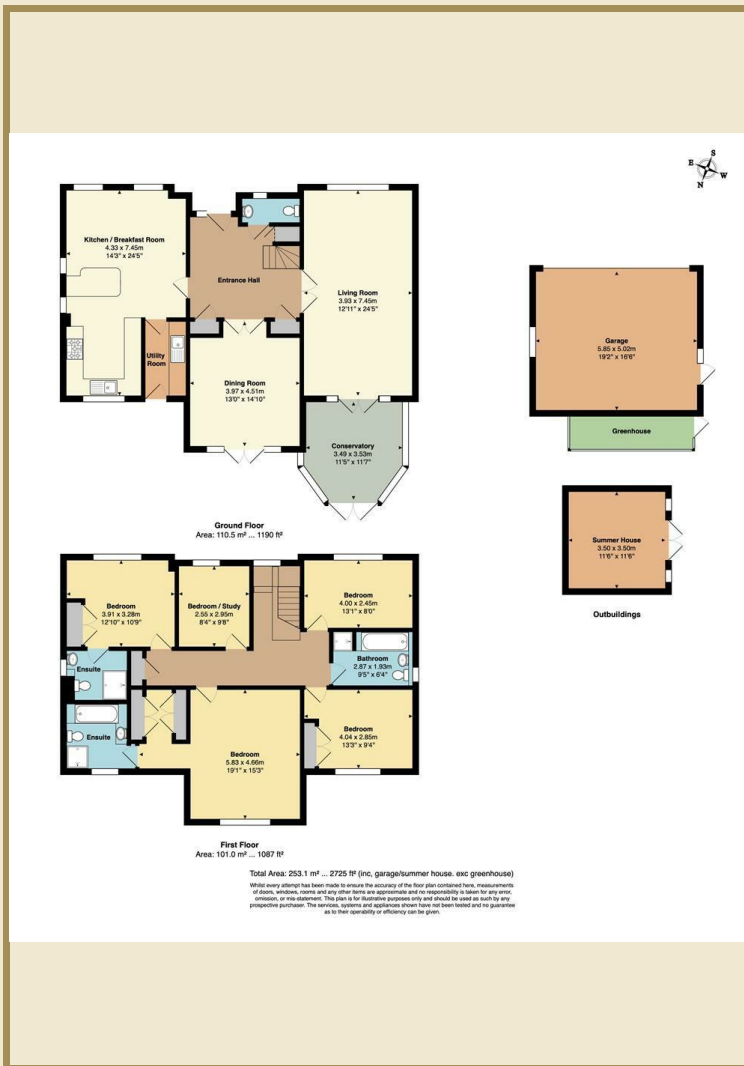 S
E
W
N
Kitchen / Breakfast Room
4.33 x 7.45m
14'3" x 24'5"
Entrance Hall
Living Room
3.93 x 7.45m
12'11" x 24'5"
Utility
Room
Dining Room
3.97 x 4.51m
13'0" x 14'10"
Conservatory
3.49 x 3.53m
11'5" x 11'7"
Ground Floor
Area: 110.5 m² ... 1190 ft²
Garage
5.85 x 5.02m
19'2" x 16'6"
Greenhouse
Summer House
3.50 x 3.50m
11'6" x 11'6"
Outbuildings
Bedroom
3.91 x 3.28m
12'10" x 10'9"
Bedroom / Study
2.55 x 2.95m
8'4" x 9'8"
Bedroom
4.00 x 2.45m
13'1" x 8'0"
Ensuite
Bathroom
2.87 x 1.93m
9'5" x 6'4"
Ensuite
Bedroom
5.83 x 4.66m
19'1" x 15'3"
Bedroom
4.04 x 2.85m
13'3" x 9'4"
First Floor
Area: 101.0 m² ... 1087 ft²
Total Area: 253.1 m² ... 2725 ft² (inc, garage/summer house. exc greenhouse)
Whilst every attempt has been made to ensure the accuracy of the floor plan contained here, measurements
of doors, windows, rooms and any other items are approximate and no responsibility is taken for any error,
omission, or mis-statement. This plan is for illustrative purposes only and should be used as such by any
prospective purchaser. The services, systems and appliances shown have not been tested and no guarantee
as to their operability or efficiency can be given.